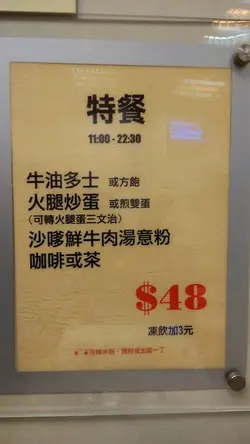 特餐
11:00 - 22:30
牛油多士 或方飽
火腿炒蛋 或煎雙蛋
(可轉火腿蛋三文治)
沙嗲鮮牛肉湯意粉
咖啡或茶
$48
凍飲加3元